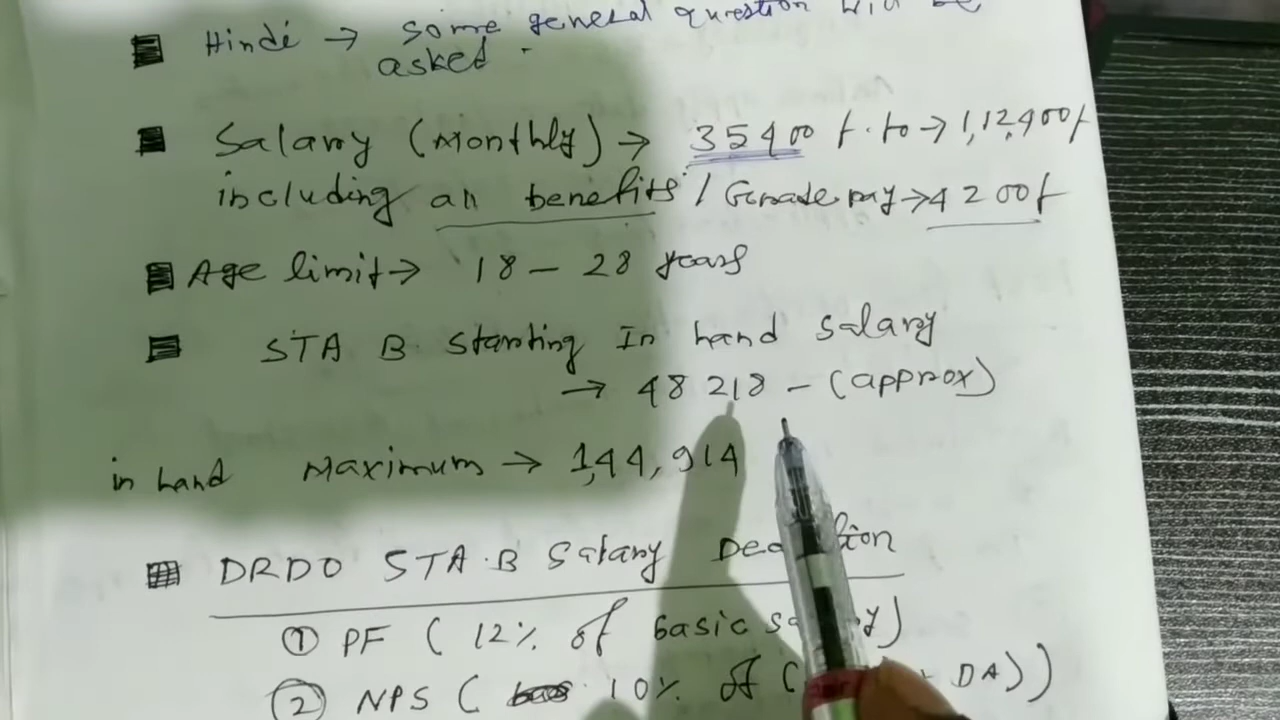 Hindi → some general question will be
asked.
Salary (Monthly) → 35400/- to → 1,12,400/-
including all benefits / Grade pay → 4200/-
Age limit → 18 - 28 years
STA B starting In hand salary
→ 48218 - (approx)
in hand Maximum → 1,44,914
DRDO STA-B Salary
① PF ( 12% of basic
② NPS ( 10% of ( DA))